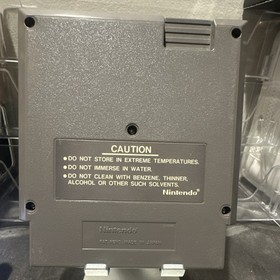 CAUTION
•DO NOT STORE IN EXTREME TEMPERATURES.
•DO NOT IMMERSE IN WATER.
•DO NOT CLEAN WITH BENZENE, THINNER,
ALCOHOL OR OTHER SUCH SOLVENTS.
Nintendo®
Nintendo®